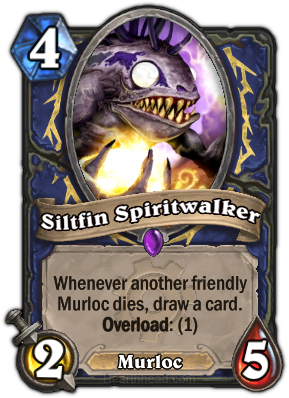 4
Siltfin Spiritwalker
Whenever another friendly
Murloc dies, draw a card.
Overload: (1)
2
Murloc
5